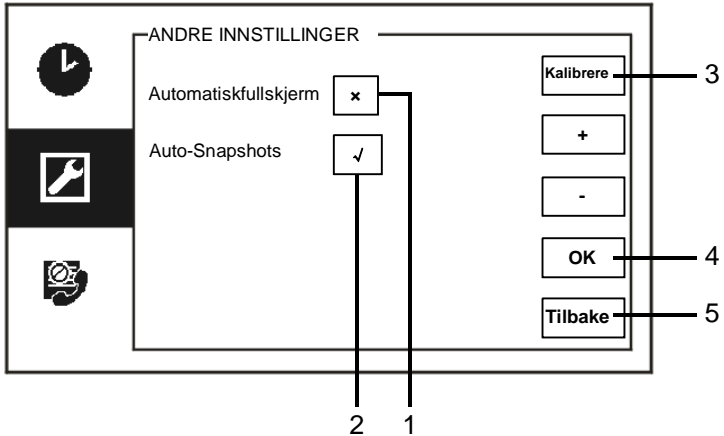 ANDRE INNSTILLINGER
Kalibrere
3
Automatiskfullskjerm
×
+
Auto-Snapshots
√
-
OK
4
Tilbake
5
2
1